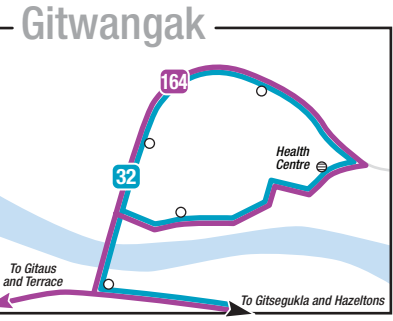 Gitwangak
164
Health
Centre
32
To Gitaus
and Terrace
To Gitsegukla and Hazeltons